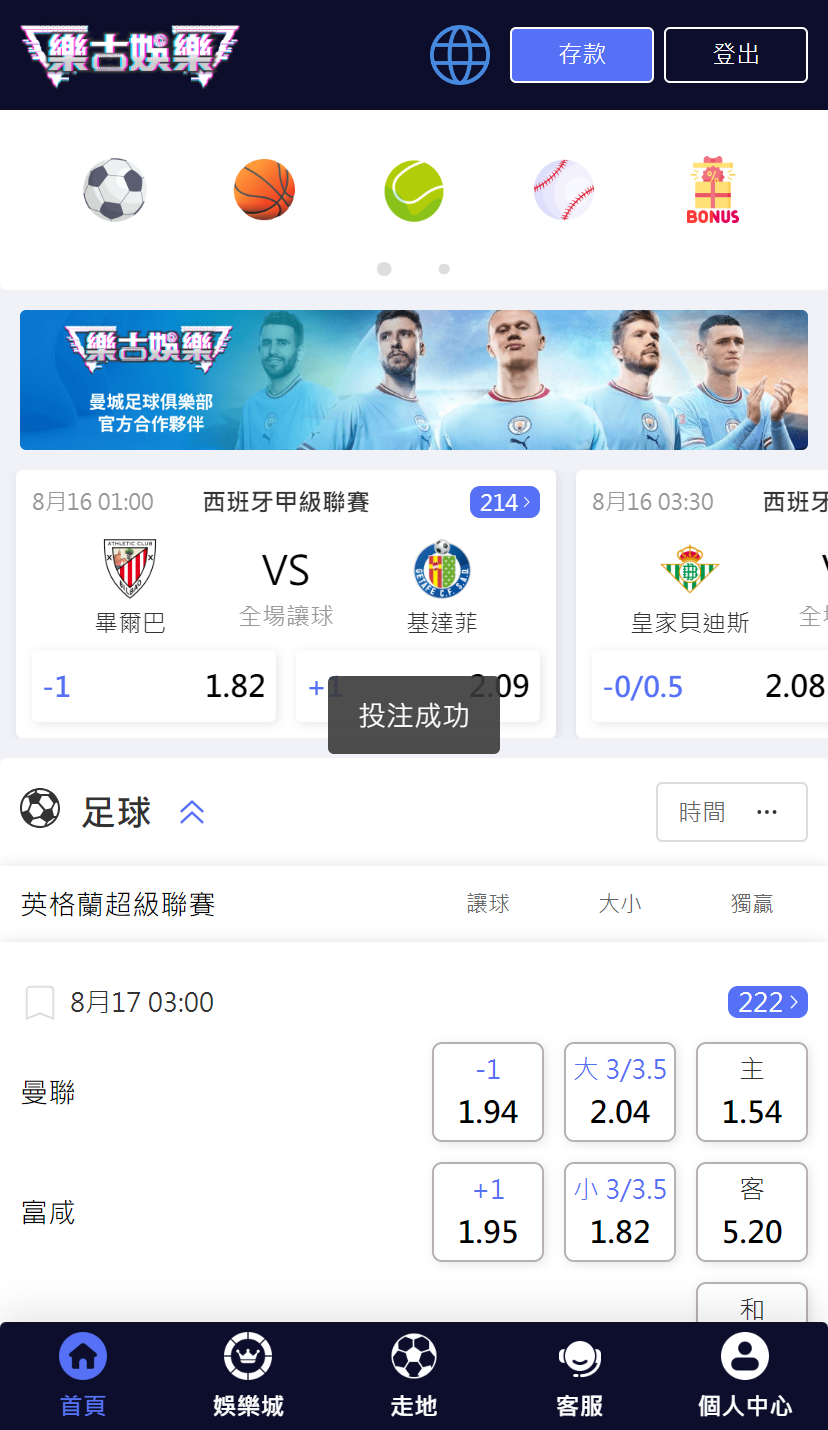 樂古娛樂
存款
登出
BONUS
樂古娛樂
曼城足球俱樂部
官方合作夥伴
8月16 01:00 西班牙甲級聯賽 214
8月16 03:30 西班牙
ATHLETIC CLUB
BILBAO
GETAFE C.F. S.A.D.
VS
全場讓球
畢爾巴
基達菲
皇家貝迪斯
全場
-1 1.82
+1 2.09
-0/0.5 2.08
投注成功
足球
時間 ...
英格蘭超級聯賽 讓球 大小 獨贏
8月17 03:00 222
曼聯
-1 大 3/3.5 主
1.94 2.04 1.54
富咸
+1 小 3/3.5 客
1.95 1.82 5.20
和
首頁 娛樂城 走地 客服 個人中心